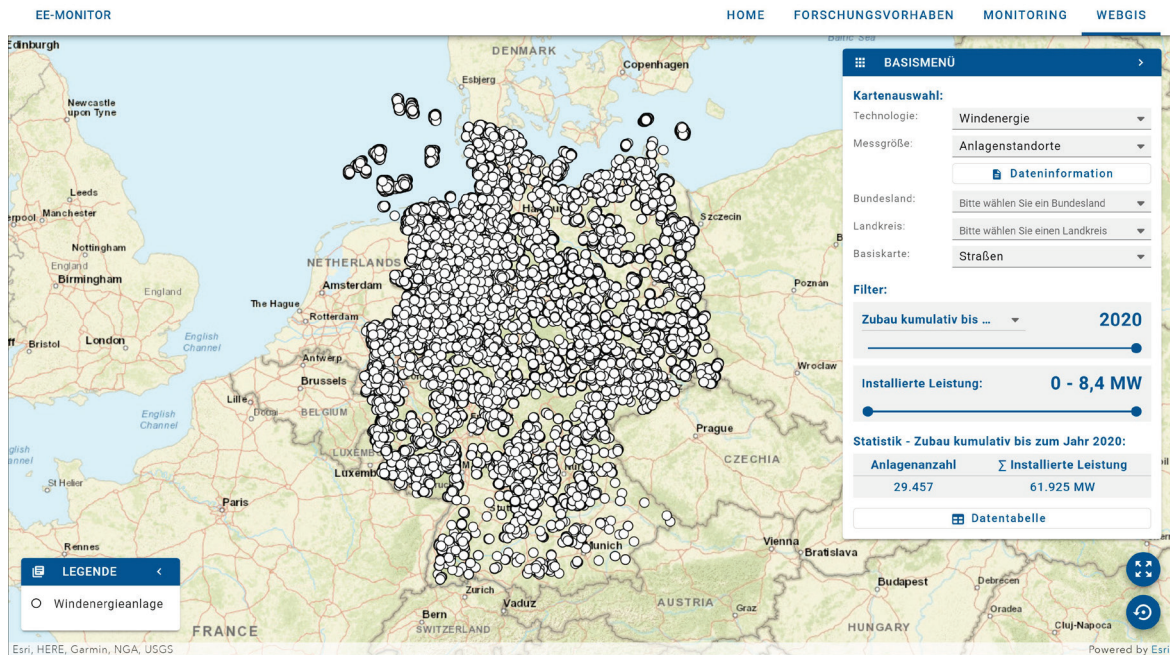 EE-MONITOR
HOME FORSCHUNGSVORHABEN MONITORING WEBGIS
BASISMENÜ
Kartenauswahl:
Technologie: Windenergie
Messgröße: Anlagenstandorte
Dateninformation
Bundesland: Bitte wählen Sie ein Bundesland
Landkreis: Bitte wählen Sie einen Landkreis
Basiskarte: Straßen
Filter:
Zubau kumulativ bis ... 2020
Installierte Leistung: 0 - 8,4 MW
Statistik - Zubau kumulativ bis zum Jahr 2020:
Anlagenanzahl ∑ Installierte Leistung
29.457 61.925 MW
Datentabelle
Edinburgh
DENMARK
Baltic Sea
Copenhagen
Esbjerg
Newcastle
upon Tyne
Leeds
Manchester
Szczecin
Nottingham
England
Birmingham
England
NETHERLANDS
Amsterdam
The Hague
Rotterdam
Poznan
Bristol
London
English
Channel
Antwerp
Brussels
Wroclaw
Lille
BELGIUM
English
Channel
Prague
CZECHIA
Luxemb
St Helier
Paris
Rennes
Munich
Vienna
Bratislava
Zurich
Vaduz
Bern
SWITZERLAND
AUSTRIA
Graz
Budapest
Debrecen
Oradea
HUNGARY
Cluj-Napoca
FRANCE
LEGENDE
Windenergieanlage
Esri, HERE, Garmin, NGA, USGS
Powered by Esri